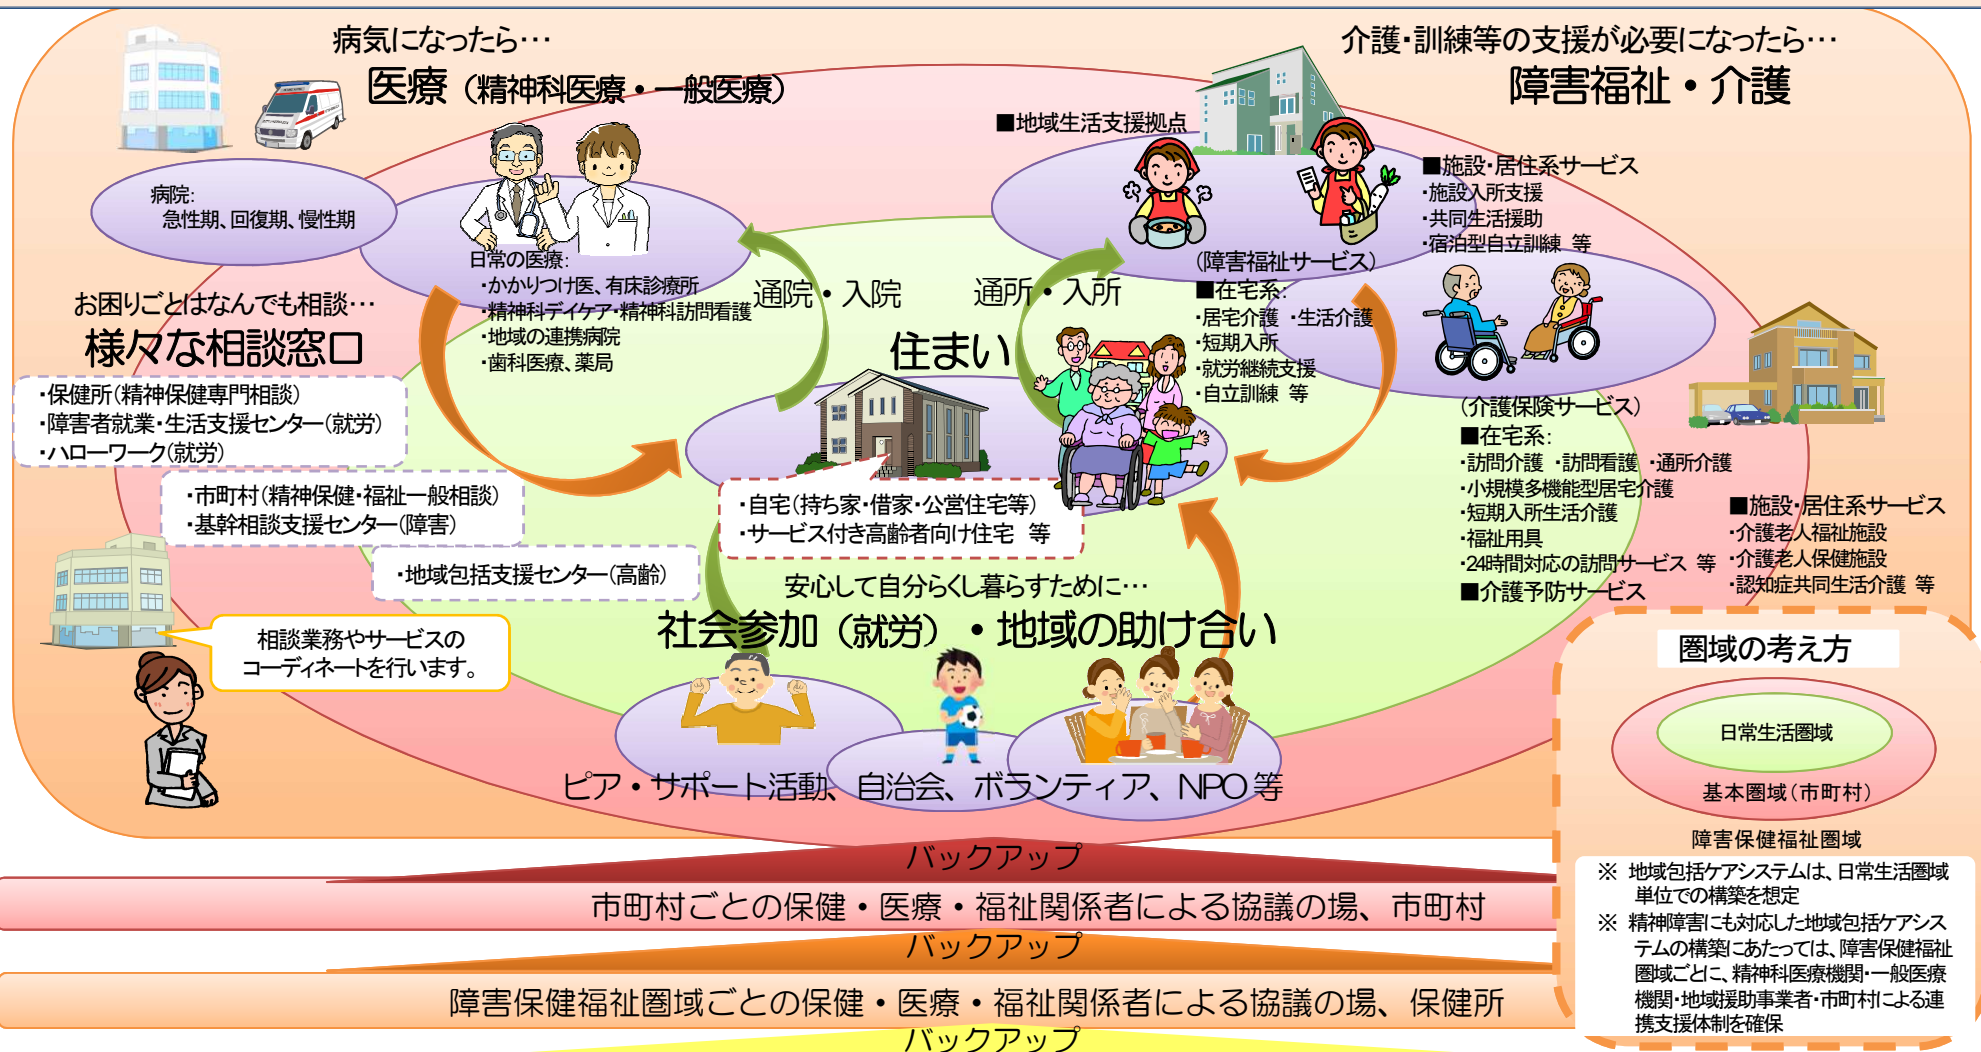 病気になったら…
医療（精神科医療・一般医療）
介護・訓練等の支援が必要になったら…
障害福祉・介護
病院:
急性期、回復期、慢性期
日常の医療:
・かかりつけ医、有床診療所
・精神科デイケア・精神科訪問看護
・地域の連携病院
・歯科医療、薬局
通院・入院
通所・入所
■地域生活支援拠点
■施設・居住系サービス
・施設入所支援
・共同生活援助
・宿泊型自立訓練 等
(障害福祉サービス)
■在宅系:
・居宅介護 ・生活介護
・短期入所
・就労継続支援
・自立訓練 等
お困りごとはなんでも相談…
様々な相談窓口
・保健所(精神保健専門相談)
・障害者就業・生活支援センター(就労)
・ハローワーク(就労)
・市町村(精神保健・福祉一般相談)
・基幹相談支援センター(障害)
・地域包括支援センター(高齢)
相談業務やサービスの
コーディネートを行います。
住まい
・自宅(持ち家・借家・公営住宅等)
・サービス付き高齢者向け住宅 等
(介護保険サービス)
■在宅系:
・訪問介護 ・訪問看護 ・通所介護
・小規模多機能型居宅介護
・短期入所生活介護
・福祉用具
・24時間対応の訪問サービス 等
■介護予防サービス
■施設・居住系サービス
・介護老人福祉施設
・介護老人保健施設
・認知症共同生活介護 等
安心して自分らしく暮らすために…
社会参加（就労）・地域の助け合い
ピア・サポート活動、自治会、ボランティア、NPO 等
圏域の考え方
日常生活圏域
基本圏域(市町村)
障害保健福祉圏域
※ 地域包括ケアシステムは、日常生活圏域
単位での構築を想定
※ 精神障害にも対応した地域包括ケアシス
テムの構築にあたっては、障害保健福祉
圏域ごとに、精神科医療機関・一般医療
機関・地域援助事業者・市町村による連
携支援体制を確保
バックアップ
市町村ごとの保健・医療・福祉関係者による協議の場、市町村
バックアップ
障害保健福祉圏域ごとの保健・医療・福祉関係者による協議の場、保健所
バックアップ